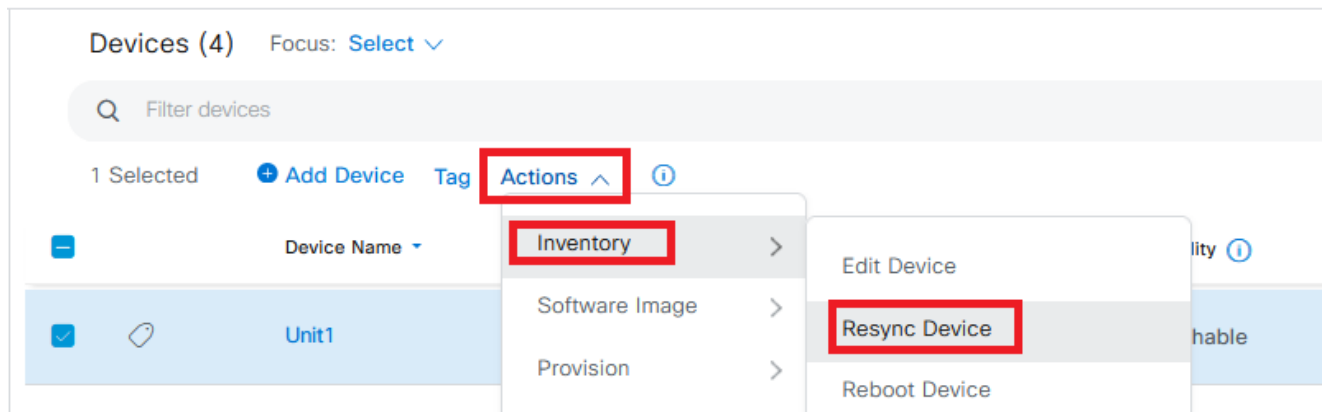 Devices (4) Focus: Select
Filter devices
1 Selected Add Device Tag Actions
Device Name
Inventory
lity
Edit Device
Software Image
Resync Device
Unit1
hable
Provision
Reboot Device